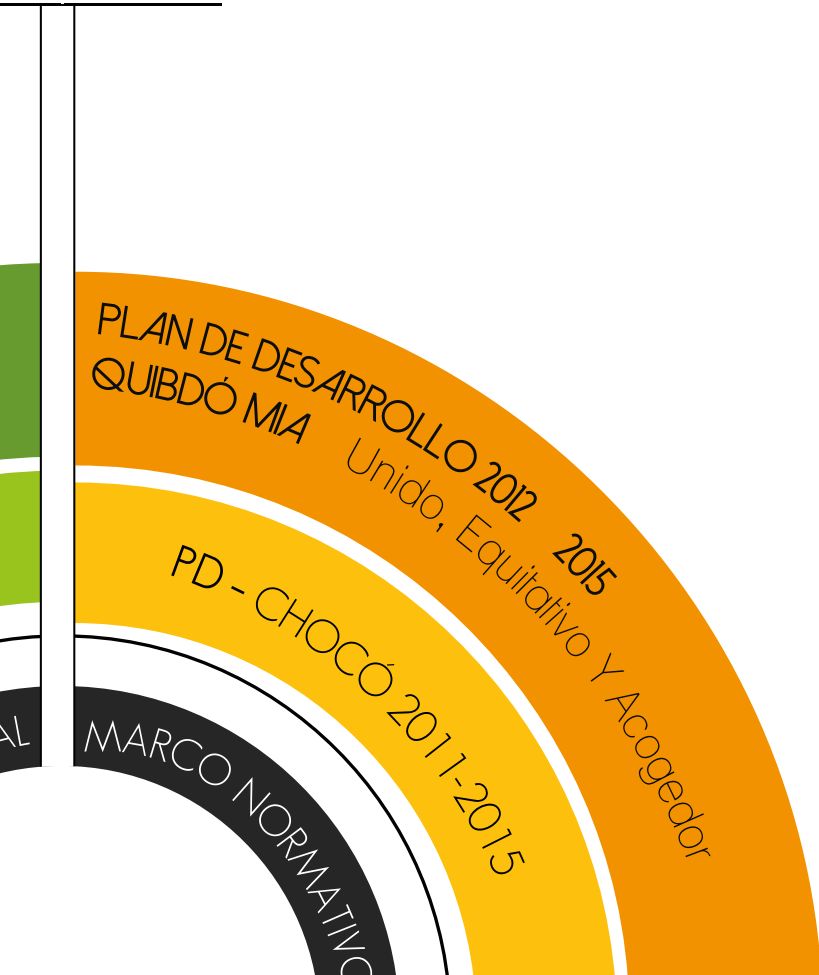 PLAN DE DESARROLLO 2012 2015
QUIBDÓ MIA Unido, Equitativo Y Acogedor
PD - CHOCÓ 2011-2015
AL
MARCO NORMATIVO